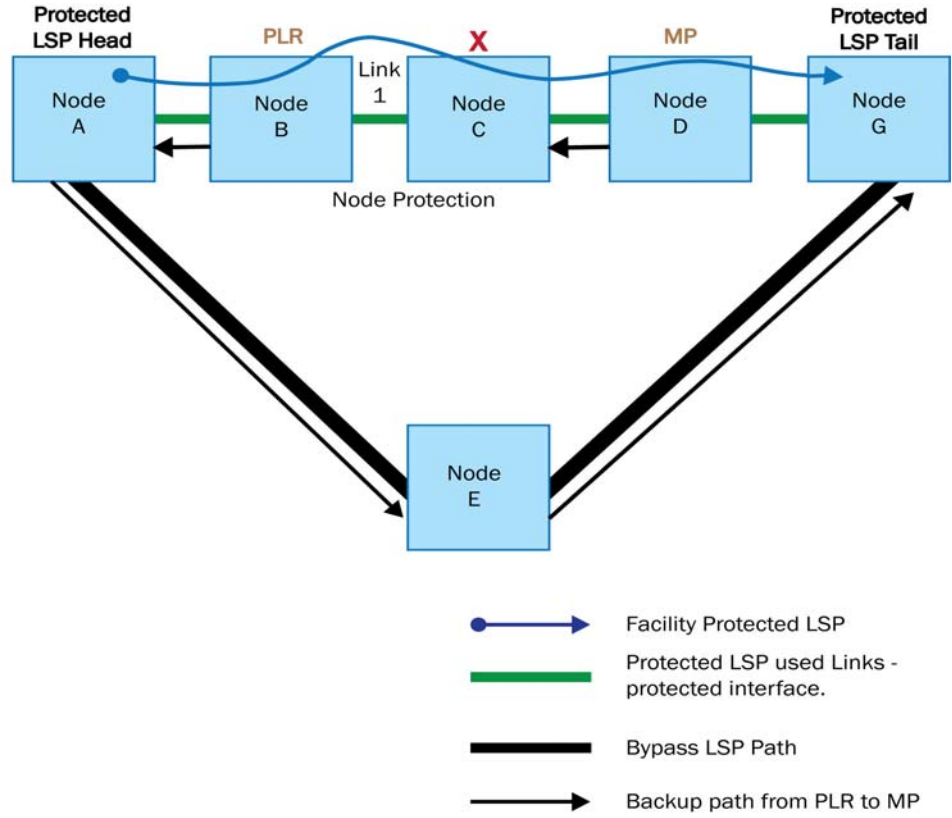 Protected
LSP Head
PLR
X
MP
Protected
LSP Tail
Node
A
Node
B
Link
1
Node
C
Node
D
Node
G
Node Protection
Node
E
Facility Protected LSP
Protected LSP used Links -
protected interface.
Bypass LSP Path
Backup path from PLR to MP